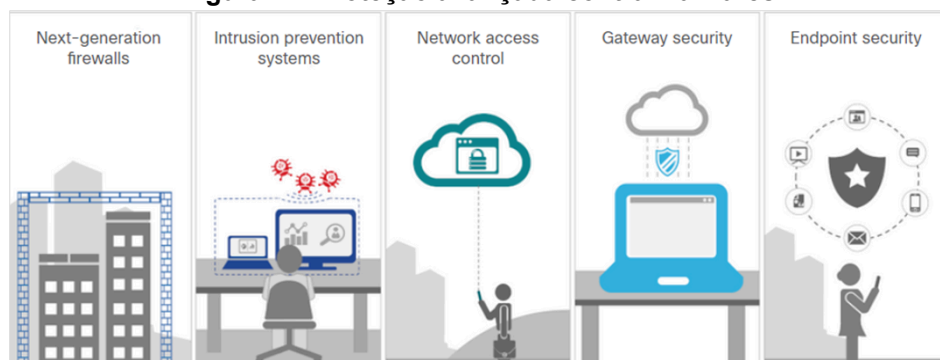 Next-generation
firewalls
Intrusion prevention
systems
Network access
control
Gateway security
Endpoint security